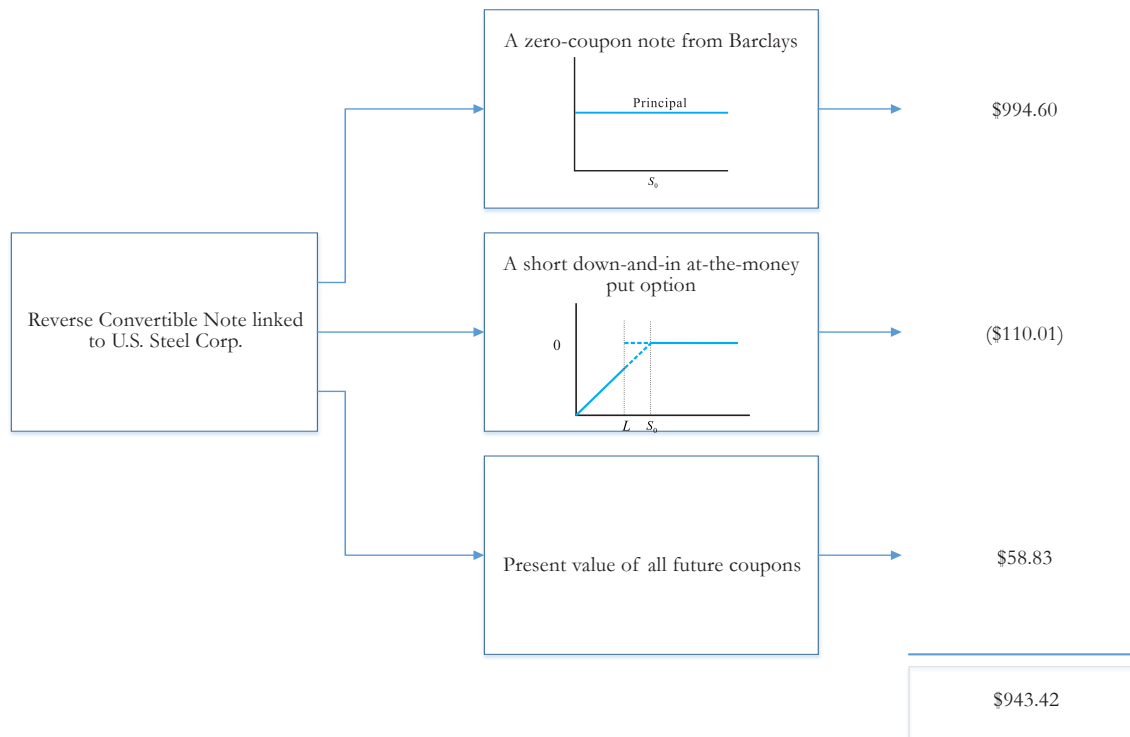 A zero-coupon note from Barclays
Principal
S₀
$994.60
Reverse Convertible Note linked
to U.S. Steel Corp.
A short down-and-in at-the-money
put option
0
L S₀
($110.01)
Present value of all future coupons
$58.83
$943.42